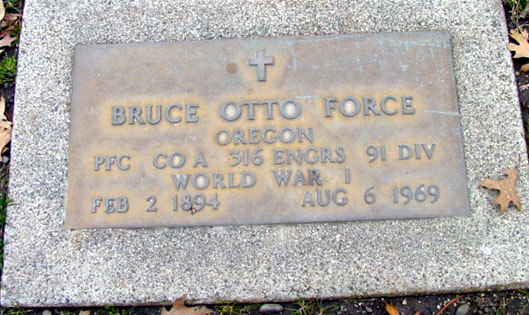 BRUCE OTTO FORCE
OREGON
PFC CO A 316 ENGRS 91 DIV
WORLD WAR I
FEB 2 1894 AUG 6 1969